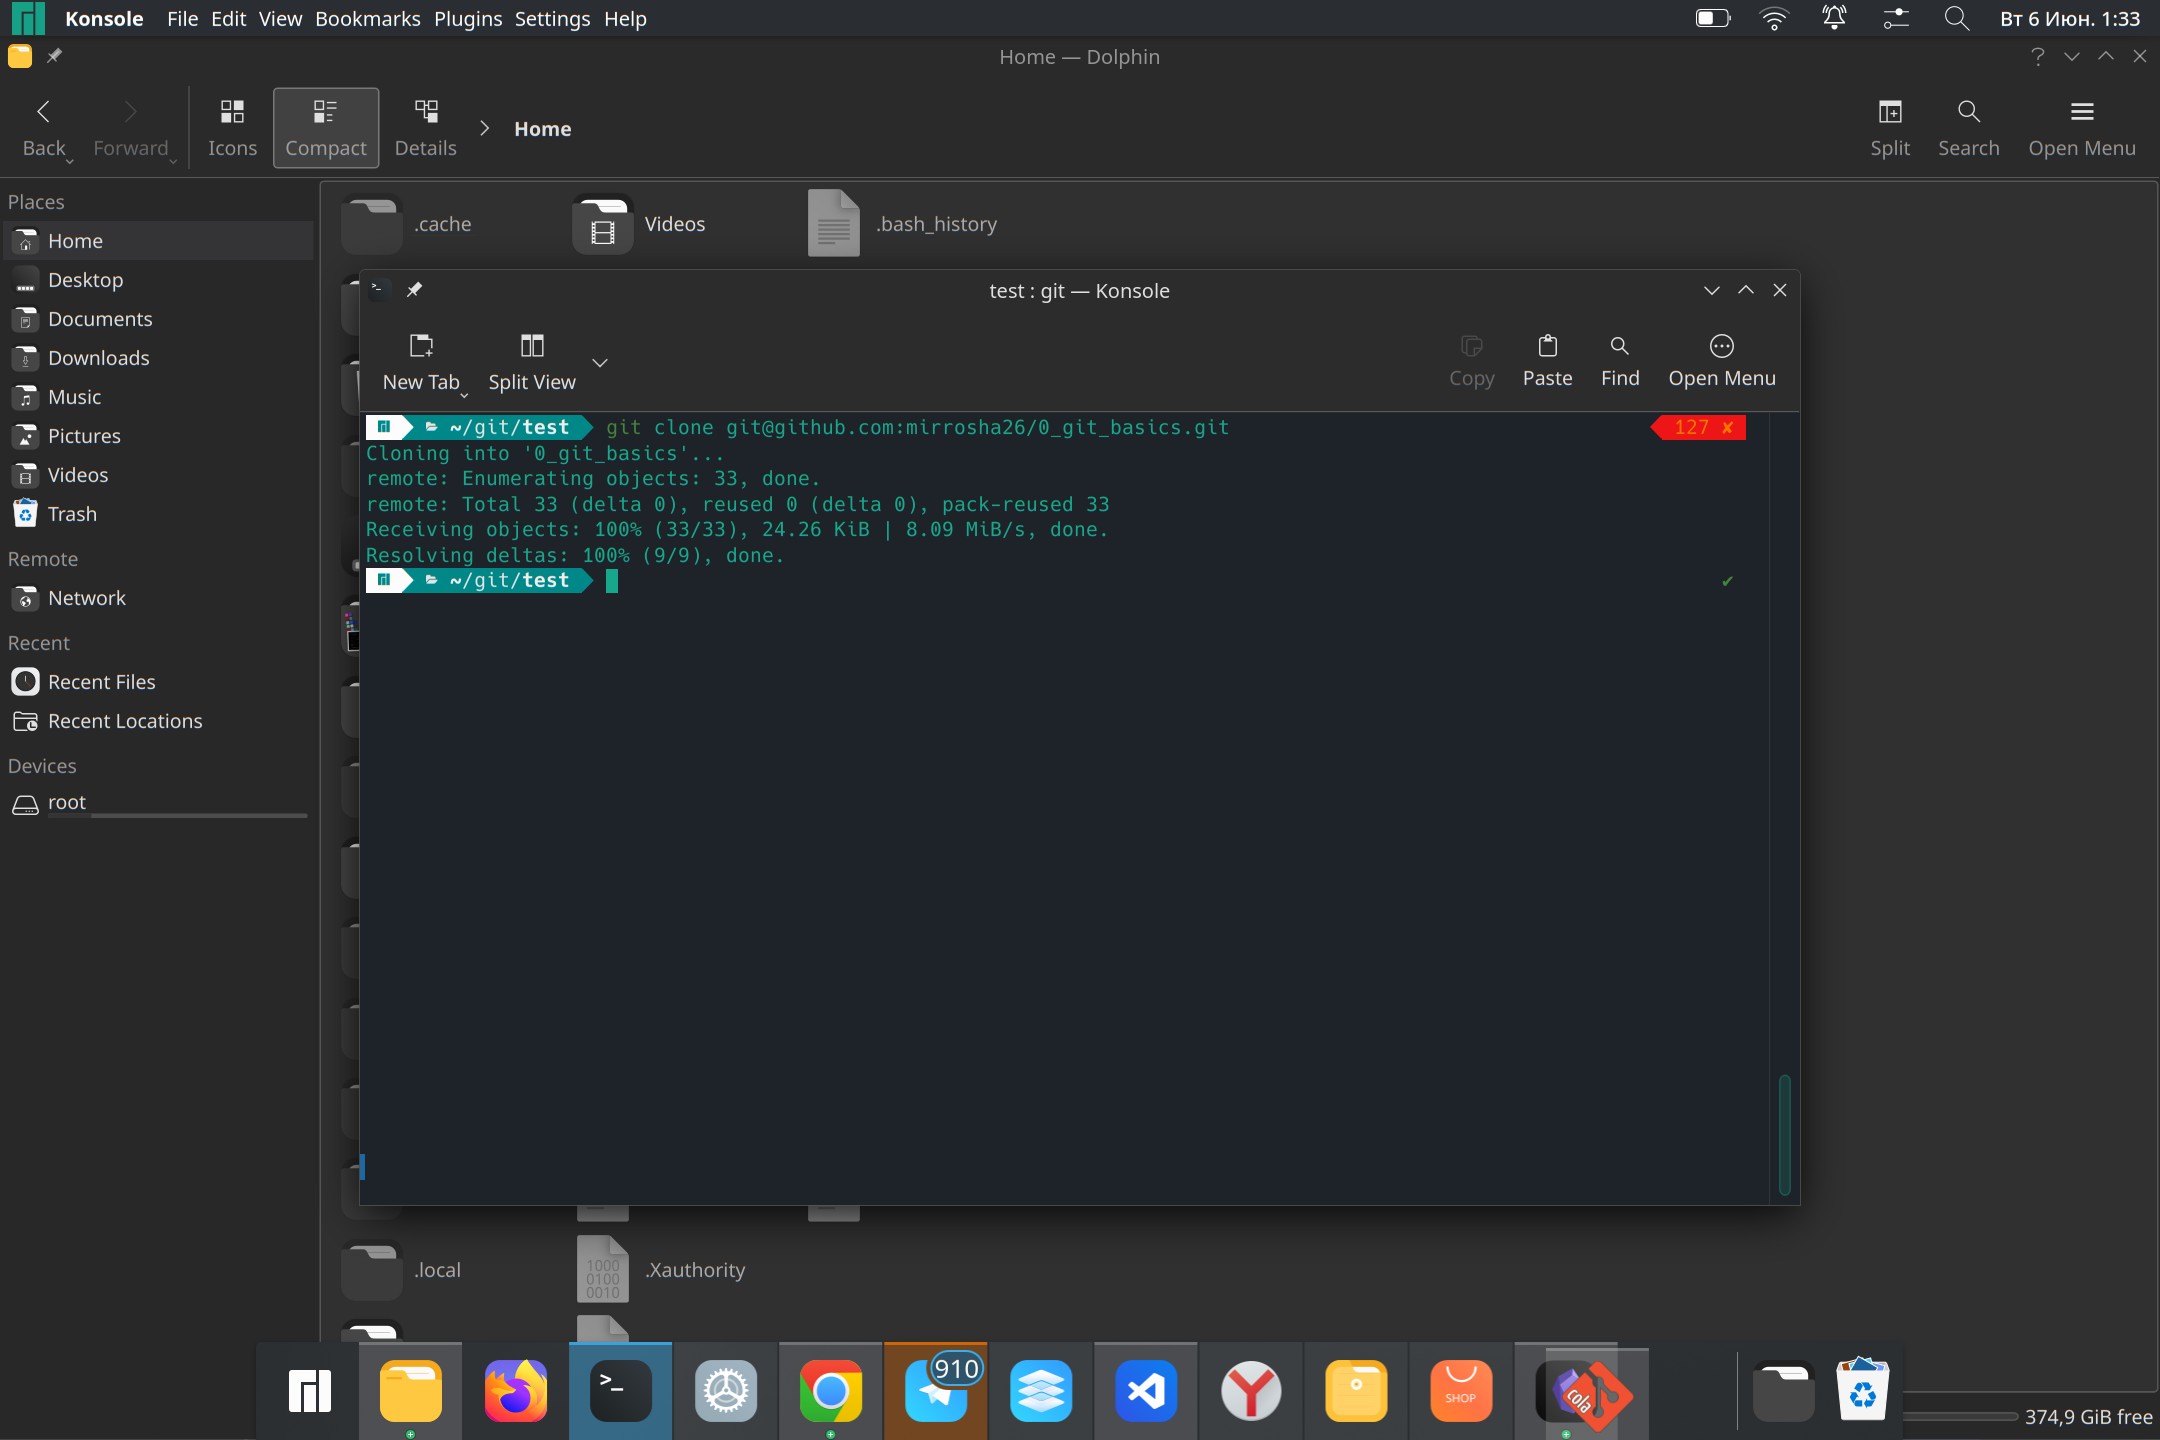 Konsole File Edit View Bookmarks Plugins Settings Help
Вт 6 Июн. 1:33
Home — Dolphin
Back Forward Icons Compact Details Home Split Search Open Menu
Places
Home
Desktop
Documents
Downloads
Music
Pictures
Videos
Trash
Remote
Network
Recent
Recent Files
Recent Locations
Devices
root
.cache Videos .bash_history
test : git — Konsole
New Tab Split View Copy Paste Find Open Menu
~/git/test git clone git@github.com:mirrosha26/0_git_basics.git 127 ✘
Cloning into '0_git_basics'...
remote: Enumerating objects: 33, done.
remote: Total 33 (delta 0), reused 0 (delta 0), pack-reused 33
Receiving objects: 100% (33/33), 24.26 KiB | 8.09 MiB/s, done.
Resolving deltas: 100% (9/9), done.
~/git/test ✔
.local .Xauthority
1000
0100
0010
910
SHOP
cola
374,9 GiB free